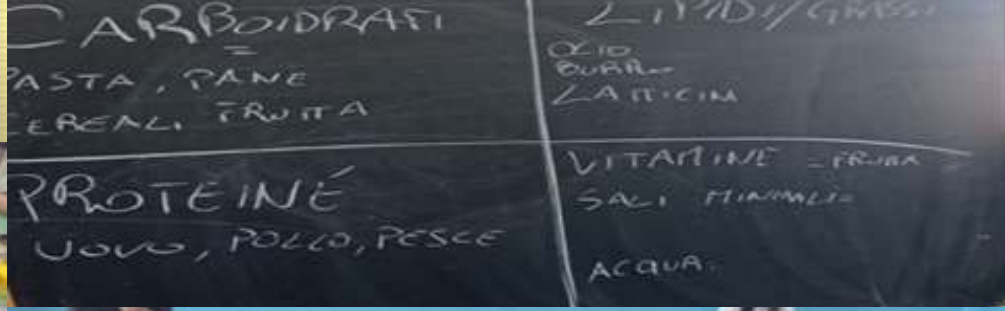 CARBOIDRATI
=
PASTA, PANE
CEREALI, FRUTTA
LIPIDI/GRASSI
OLIO
BURRO
LATTICINI
PROTEINE
UOVO, POLLO, PESCE
VITAMINE = FRUTTA
SALI MINERALI=
ACQUA.